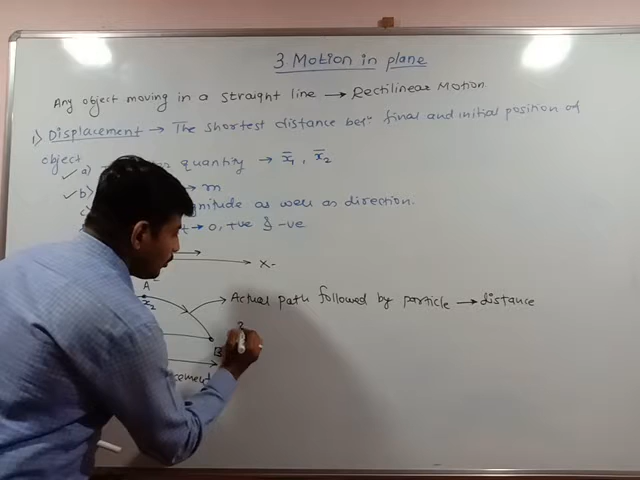 3 Motion in plane
Any object moving in a straight line → Rectilinear Motion
1) Displacement → The shortest distance betⁿ final and initial position of
object
✓ a) quantity → x̄₁, x̄₂
✓ b) → m
c) as well as direction.
→ 0, +ve & -ve
X-
A
x₂
Actual path followed by particle → distance
B